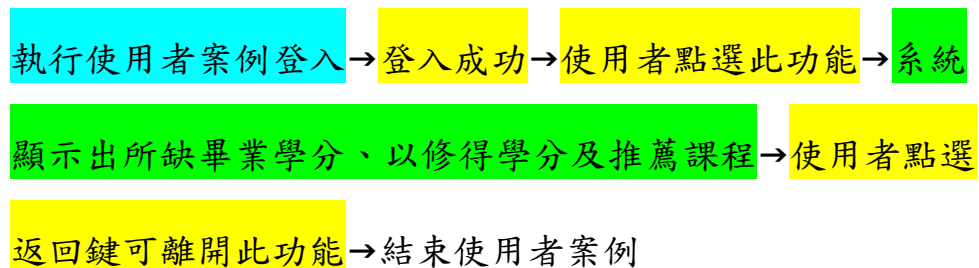 執行使用者案例登入→登入成功→使用者點選此功能→系統
顯示出所缺畢業學分、以修得學分及推薦課程→使用者點選
返回鍵可離開此功能→結束使用者案例